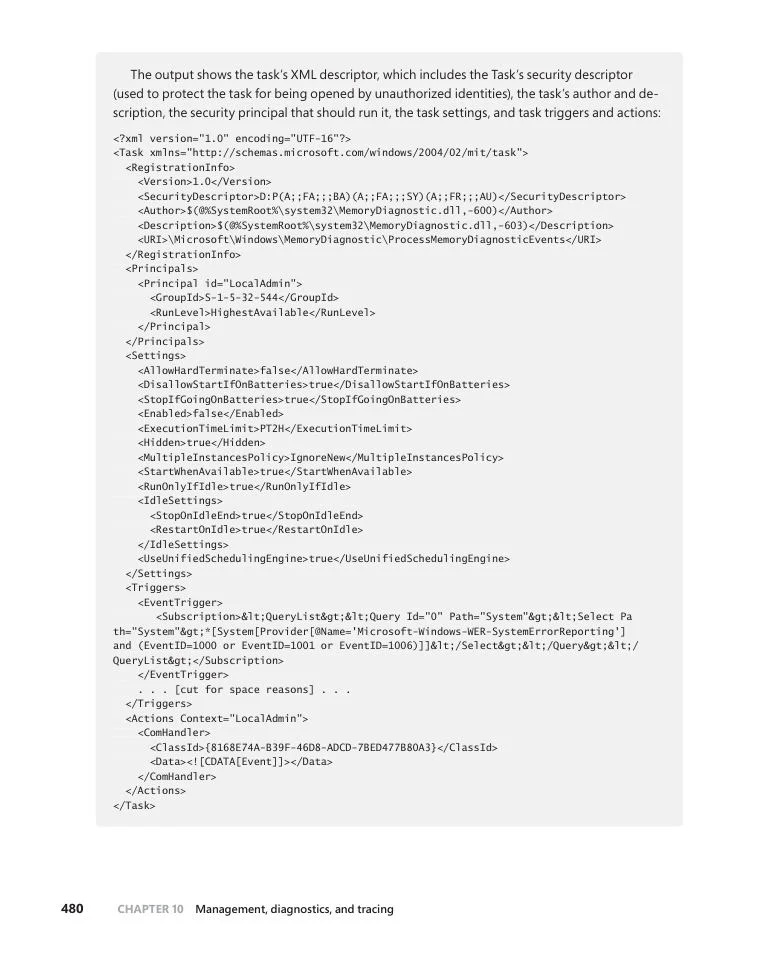 The output shows the task's XML descriptor, which includes the Task's security descriptor
(used to protect the task for being opened by unauthorized identities), the task's author and de-
scription, the security principal that should run it, the task settings, and task triggers and actions:
<?xml version="1.0" encoding="UTF-16"?>
<Task xmlns="http://schemas.microsoft.com/windows/2004/02/mit/task">
  <RegistrationInfo>
    <Version>1.0</Version>
    <SecurityDescriptor>D:P(A;;FA;;;BA)(A;;FA;;;SY)(A;;FR;;;AU)</SecurityDescriptor>
    <Author>$(@%SystemRoot%\system32\MemoryDiagnostic.dll,-600)</Author>
    <Description>$(@%SystemRoot%\system32\MemoryDiagnostic.dll,-603)</Description>
    <URI>\Microsoft\Windows\MemoryDiagnostic\ProcessMemoryDiagnosticEvents</URI>
  </RegistrationInfo>
  <Principals>
    <Principal id="LocalAdmin">
      <GroupId>S-1-5-32-544</GroupId>
      <RunLevel>HighestAvailable</RunLevel>
    </Principal>
  </Principals>
  <Settings>
    <AllowHardTerminate>false</AllowHardTerminate>
    <DisallowStartIfOnBatteries>true</DisallowStartIfOnBatteries>
    <StopIfGoingOnBatteries>true</StopIfGoingOnBatteries>
    <Enabled>false</Enabled>
    <ExecutionTimeLimit>PT2H</ExecutionTimeLimit>
    <Hidden>true</Hidden>
    <MultipleInstancesPolicy>IgnoreNew</MultipleInstancesPolicy>
    <StartWhenAvailable>true</StartWhenAvailable>
    <RunOnlyIfIdle>true</RunOnlyIfIdle>
    <IdleSettings>
      <StopOnIdleEnd>true</StopOnIdleEnd>
      <RestartOnIdle>true</RestartOnIdle>
    </IdleSettings>
    <UseUnifiedSchedulingEngine>true</UseUnifiedSchedulingEngine>
  </Settings>
  <Triggers>
    <EventTrigger>
       <Subscription>&lt;QueryList&gt;&lt;Query Id="0" Path="System"&gt;&lt;Select Pa
th="System"&gt;*[System[Provider[@Name='Microsoft-Windows-WER-SystemErrorReporting']
and (EventID=1000 or EventID=1001 or EventID=1006)]]&lt;/Select&gt;&lt;/Query&gt;&lt;/
QueryList&gt;</Subscription>
    </EventTrigger>
    . . . [cut for space reasons] . . .
  </Triggers>
  <Actions Context="LocalAdmin">
    <ComHandler>
      <ClassId>{8168E74A-B39F-46D8-ADCD-7BED477B80A3}</ClassId>
      <Data><![CDATA[Event]]></Data>
    </ComHandler>
  </Actions>
</Task>
480 CHAPTER 10 Management, diagnostics, and tracing